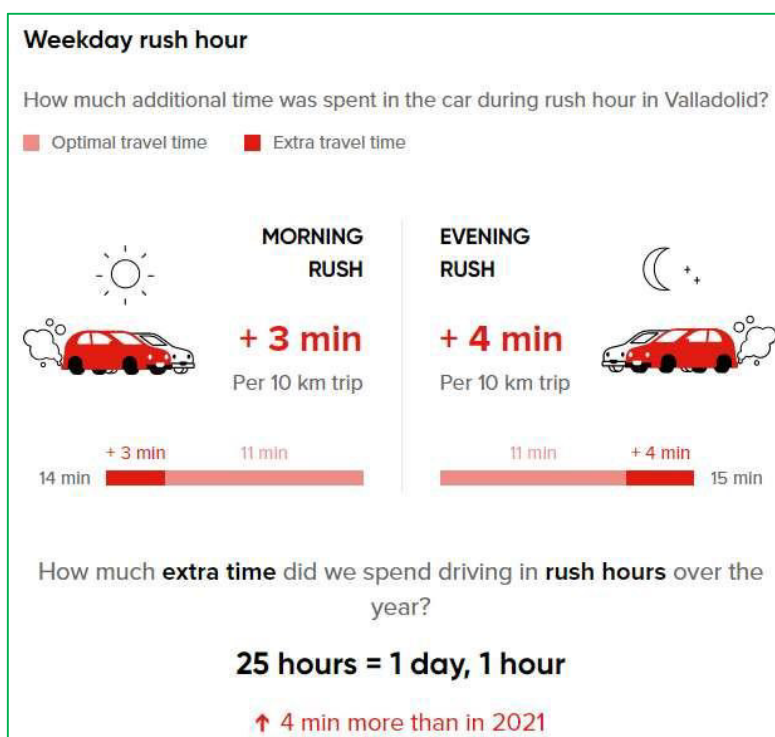 Weekday rush hour
How much additional time was spent in the car during rush hour in Valladolid?
Optimal travel time
Extra travel time
MORNING
RUSH
+ 3 min
Per 10 km trip
+ 3 min
11 min
14 min
EVENING
RUSH
+ 4 min
Per 10 km trip
11 min
+ 4 min
15 min
How much extra time did we spend driving in rush hours over the
year?
25 hours = 1 day, 1 hour
↑ 4 min more than in 2021